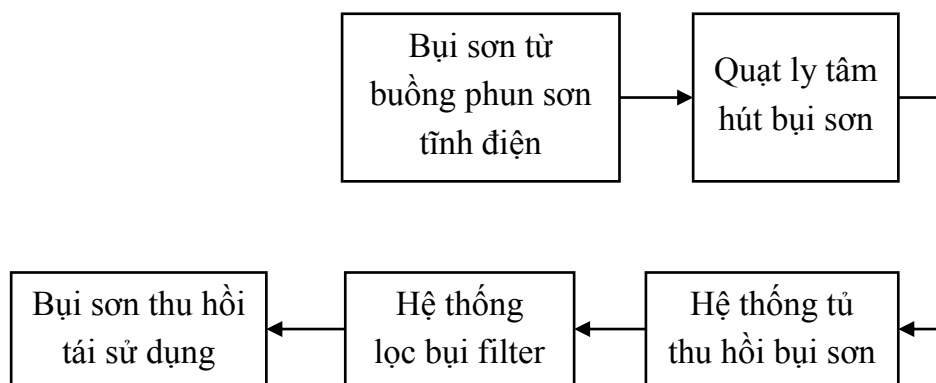 Bụi sơn từ
buồng phun sơn
tĩnh điện
Quạt ly tâm
hút bụi sơn
Bụi sơn thu hồi
tái sử dụng
Hệ thống
lọc bụi filter
Hệ thống tủ
thu hồi bụi sơn